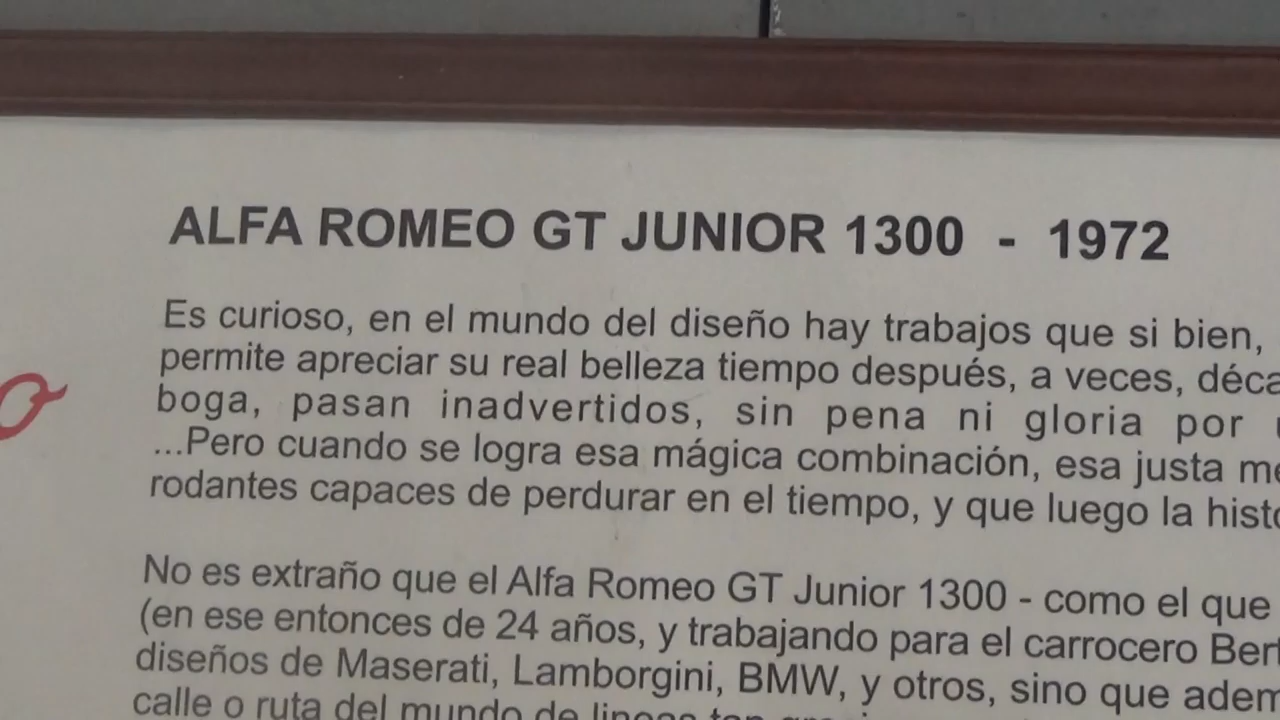 ALFA ROMEO GT JUNIOR 1300 - 1972
Es curioso, en el mundo del diseño hay trabajos que si bien,
permite apreciar su real belleza tiempo después, a veces, déca
boga, pasan inadvertidos, sin pena ni gloria por
...Pero cuando se logra esa mágica combinación, esa justa me
rodantes capaces de perdurar en el tiempo, y que luego la histo
No es extraño que el Alfa Romeo GT Junior 1300 - como el que
(en ese entonces de 24 años, y trabajando para el carrocero Bert
diseños de Maserati, Lamborgini, BMW, y otros, sino que adem
calle o ruta del mundo de lineas tan